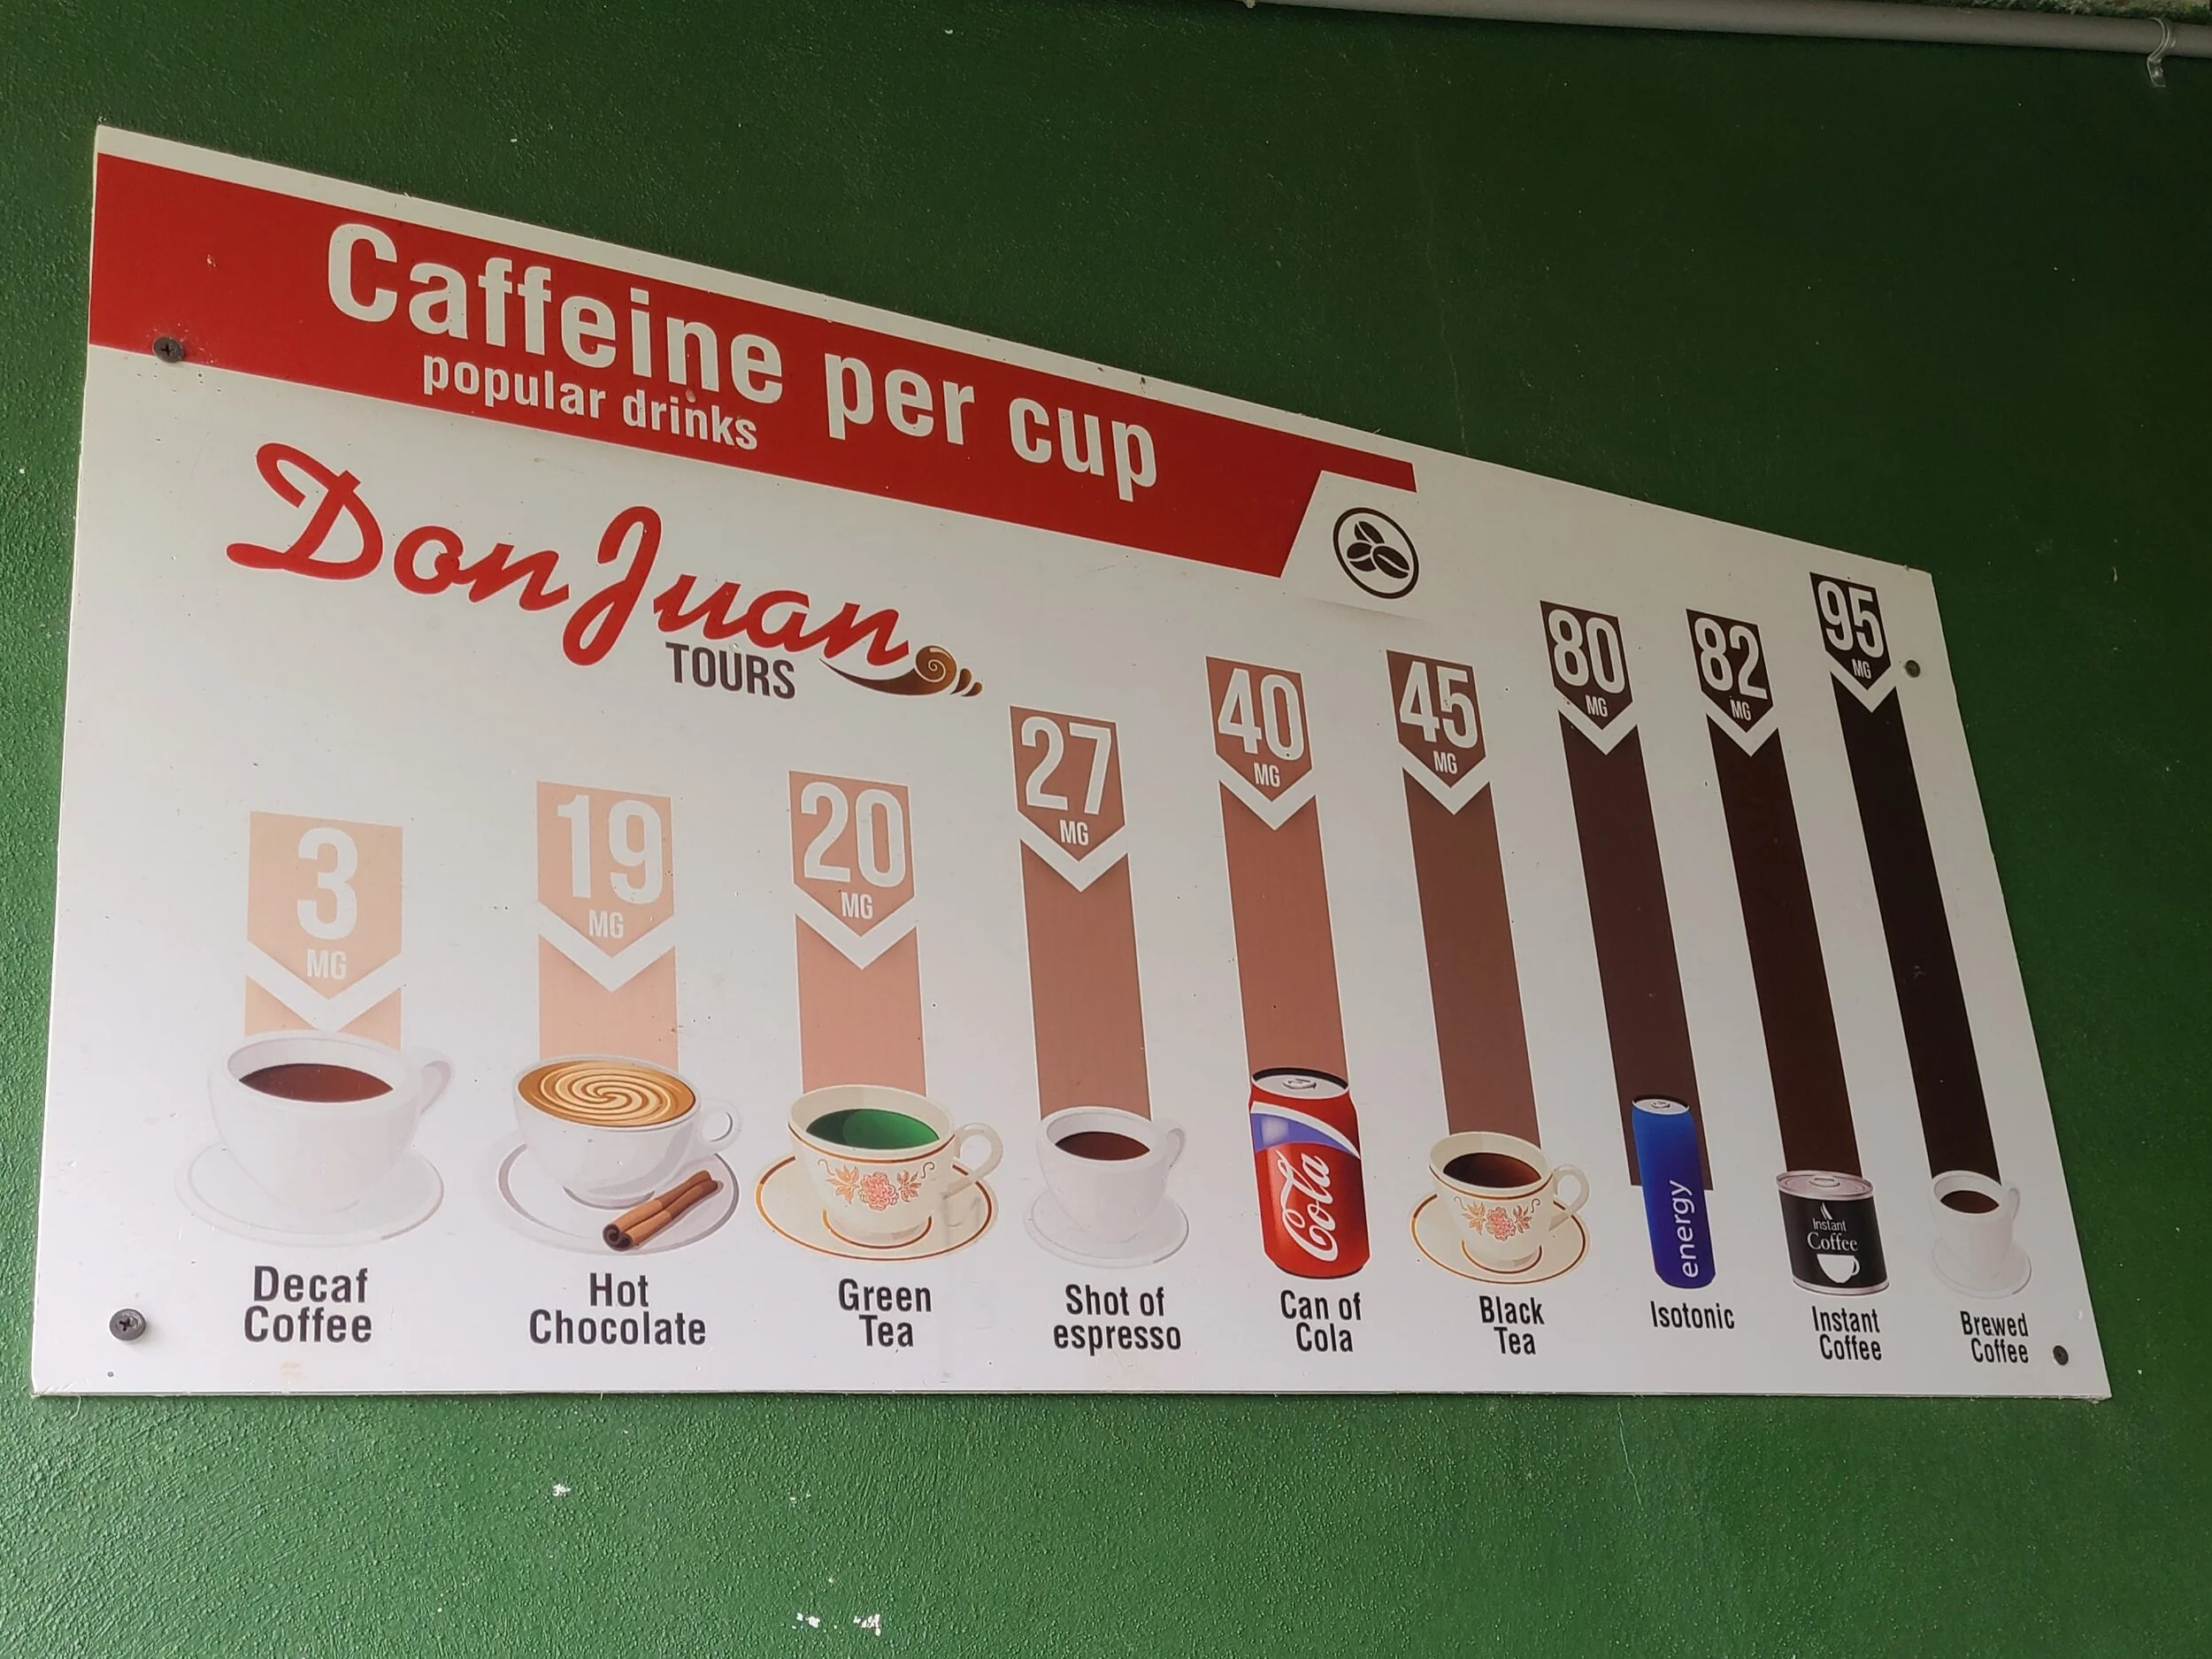 Caffeine per cup
popular drinks
Don Juan
TOURS
3
MG
19
MG
20
MG
27
MG
40
MG
45
MG
80
MG
82
MG
95
MG
Cola
energy
Instant
Coffee
Decaf
Coffee
Hot
Chocolate
Green
Tea
Shot of
espresso
Can of
Cola
Black
Tea
Isotonic
Instant
Coffee
Brewed
Coffee